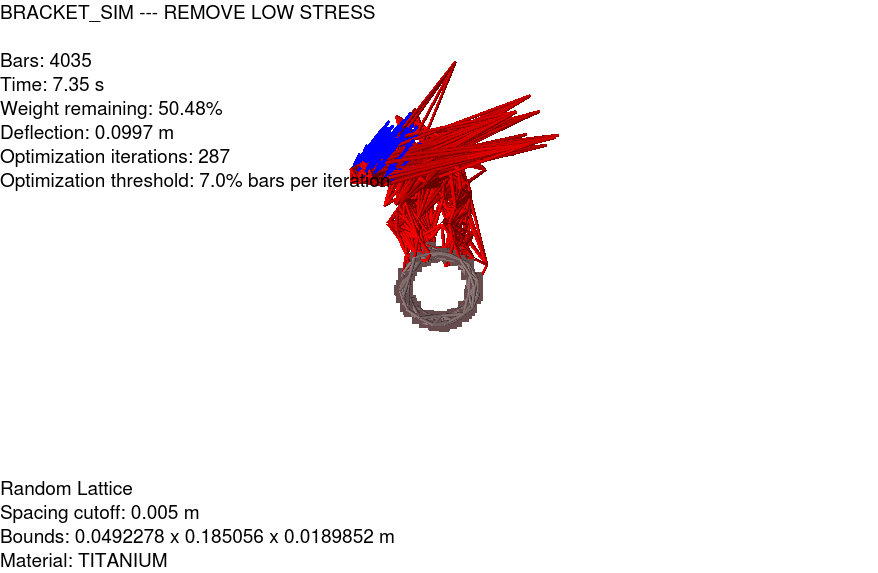 BRACKET_SIM --- REMOVE LOW STRESS
Bars: 4035
Time: 7.35 s
Weight remaining: 50.48%
Deflection: 0.0997 m
Optimization iterations: 287
Optimization threshold: 7.0% bars per iteration
Random Lattice
Spacing cutoff: 0.005 m
Bounds: 0.0492278 x 0.185056 x 0.0189852 m
Material: TITANIUM